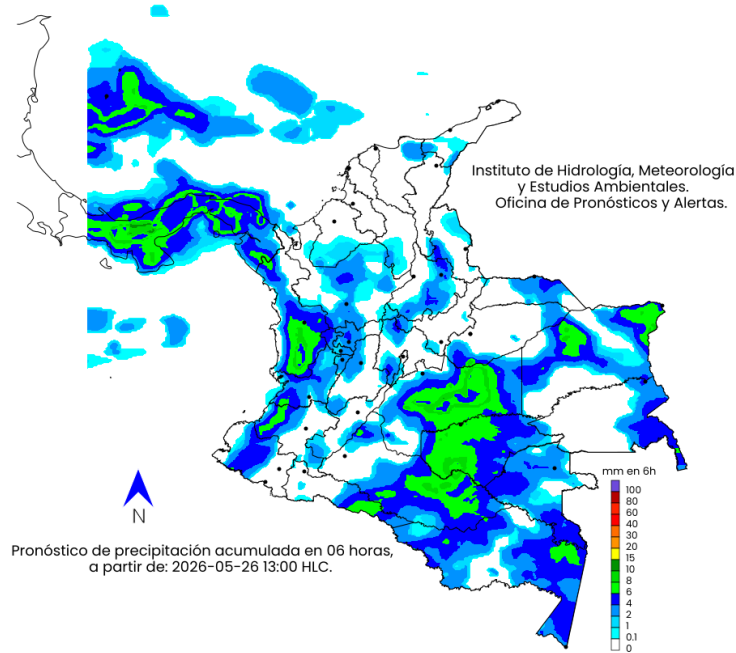 Instituto de Hidrología, Meteorología
y Estudios Ambientales.
Oficina de Pronósticos y Alertas.
mm en 6h
100
80
60
40
30
20
15
10
8
6
4
2
1
0.1
0
N
Pronóstico de precipitación acumulada en 06 horas,
a partir de: 2026-05-26 13:00 HLC.